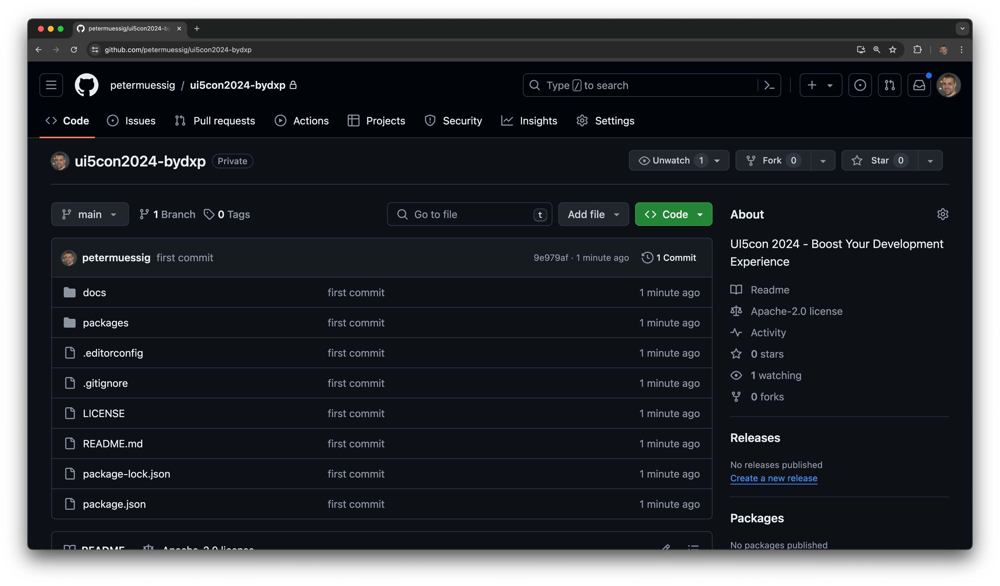 petermuessig/ui5con2024-by
github.com/petermuessig/ui5con2024-bydxp
petermuessig / ui5con2024-bydxp
Type / to search
Code Issues Pull requests Actions Projects Security Insights Settings
ui5con2024-bydxp Private
Unwatch 1 Fork 0 Star 0
main 1 Branch 0 Tags
Go to file t Add file Code
petermuessig first commit 9e979af · 1 minute ago 1 Commit
docs first commit 1 minute ago
packages first commit 1 minute ago
.editorconfig first commit 1 minute ago
.gitignore first commit 1 minute ago
LICENSE first commit 1 minute ago
README.md first commit 1 minute ago
package-lock.json first commit 1 minute ago
package.json first commit 1 minute ago
README Apache-2.0 license
About
UI5con 2024 - Boost Your Development
Experience
Readme
Apache-2.0 license
Activity
0 stars
1 watching
0 forks
Releases
No releases published
Create a new release
Packages
No packages published